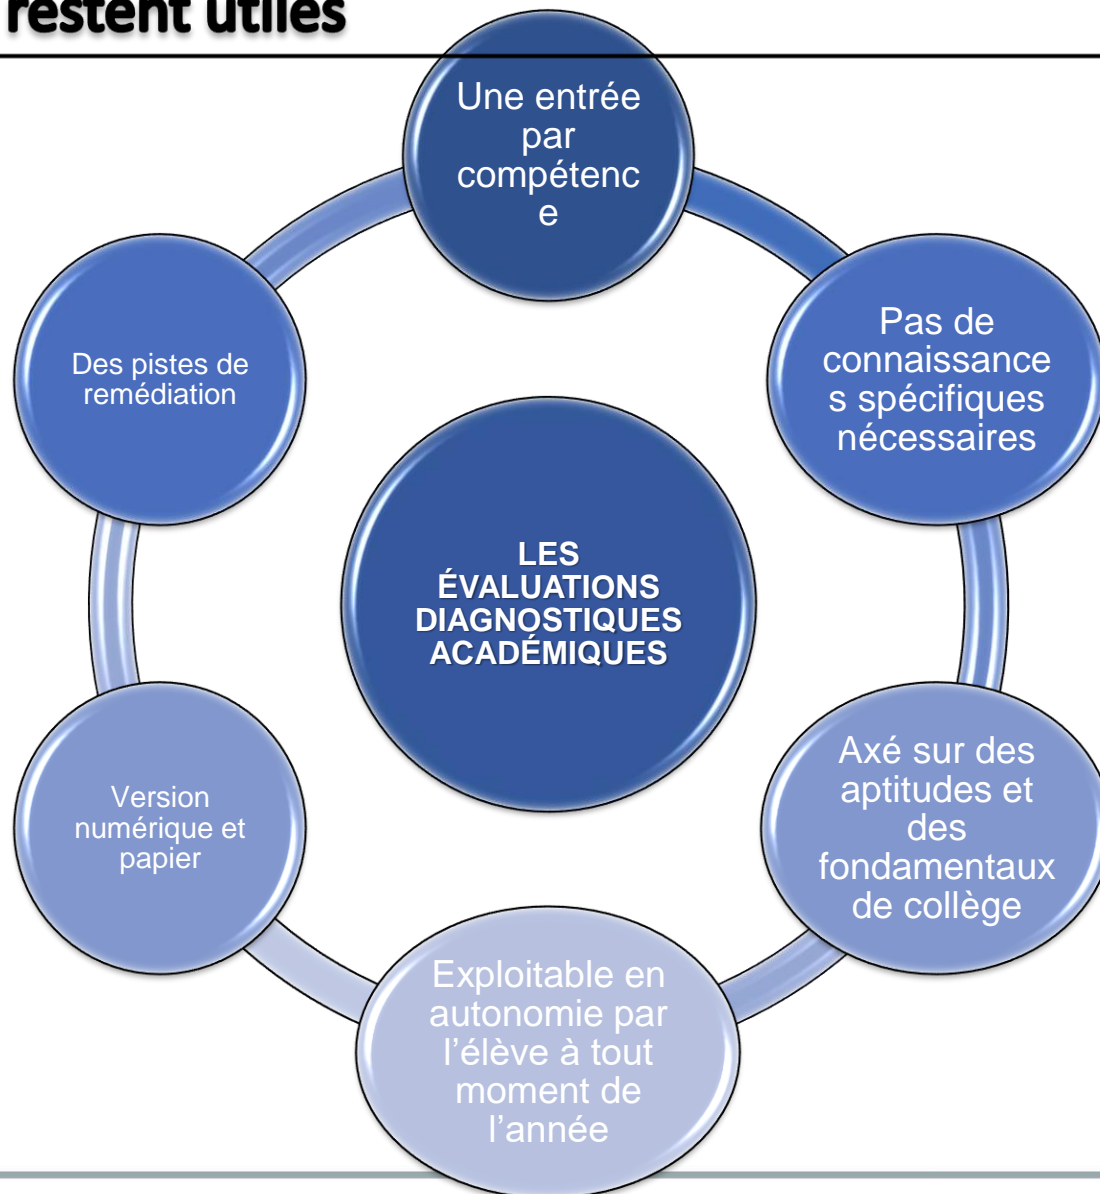 restent utiles
Une entrée
par
compétenc
e
Pas de
connaissance
s spécifiques
nécessaires
Axé sur des
aptitudes et
des
fondamentaux
de collège
Exploitable en
autonomie par
l’élève à tout
moment de
l’année
Version
numérique et
papier
Des pistes de
remédiation
LES
ÉVALUATIONS
DIAGNOSTIQUES
ACADÉMIQUES